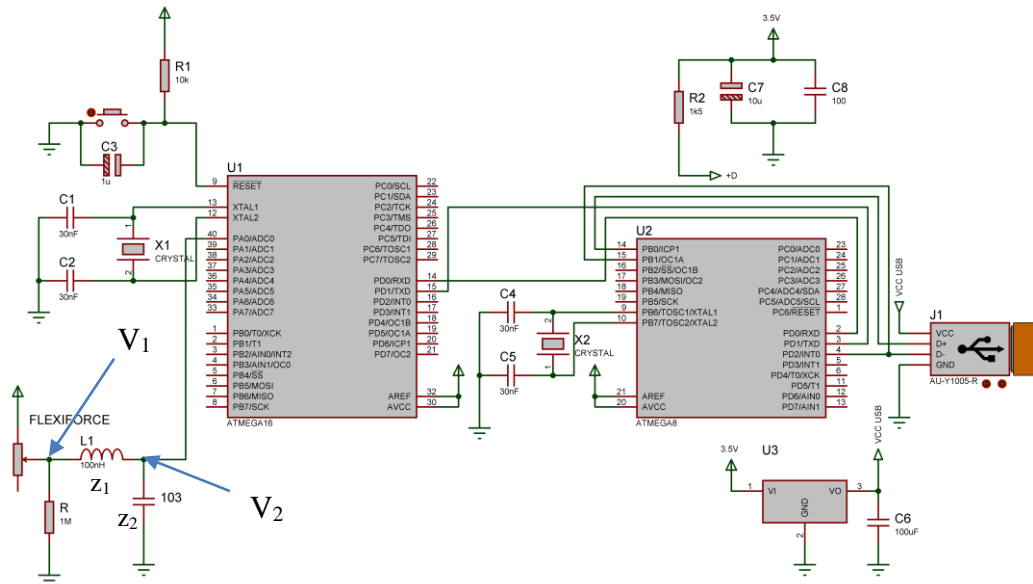 3.5V
R1
10k
C3
1u
R2
1k5
C7
10u
C8
100
+D
U1
9 RESET
13 XTAL1
12 XTAL2
40 PA0/ADC0
39 PA1/ADC1
38 PA2/ADC2
37 PA3/ADC3
36 PA4/ADC4
35 PA5/ADC5
34 PA6/ADC6
33 PA7/ADC7
1 PB0/T0/XCK
2 PB1/T1
3 PB2/AIN0/INT2
4 PB3/AIN1/OC0
5 PB4/SS
6 PB5/MOSI
7 PB6/MISO
8 PB7/SCK
PC0/SCL 22
PC1/SDA 23
PC2/TCK 24
PC3/TMS 25
PC4/TDO 26
PC5/TDI 27
PC6/TOSC1 28
PC7/TOSC2 29
PD0/RXD 14
PD1/TXD 15
PD2/INT0 16
PD3/INT1 17
PD4/OC1B 18
PD5/OC1A 19
PD6/ICP1 20
PD7/OC2 21
AREF 32
AVCC 30
ATMEGA16
C1
30nF
C2
30nF
1
X1
CRYSTAL
2
U2
14 PB0/ICP1
15 PB1/OC1A
16 PB2/SS/OC1B
17 PB3/MOSI/OC2
18 PB4/MISO
19 PB5/SCK
9 PB6/TOSC1/XTAL1
10 PB7/TOSC2/XTAL2
21 AREF
20 AVCC
PC0/ADC0 23
PC1/ADC1 24
PC2/ADC2 25
PC3/ADC3 26
PC4/ADC4/SDA 27
PC5/ADC5/SCL 28
PC6/RESET 1
PD0/RXD 2
PD1/TXD 3
PD2/INT0 4
PD3/INT1 5
PD4/T0/XCK 6
PD5/T1 11
PD6/AIN0 12
PD7/AIN1 13
ATMEGA8
C4
30nF
C5
30nF
2
X2
CRYSTAL
1
VCC USB
J1
VCC
D+
D-
GND
AU-Y1005-R
V1
FLEXIFORCE
L1
100nH
z1
R
1M
103
z2
V2
3.5V
U3
1 VI
VO 3
GND
2
VCC USB
C6
100uF